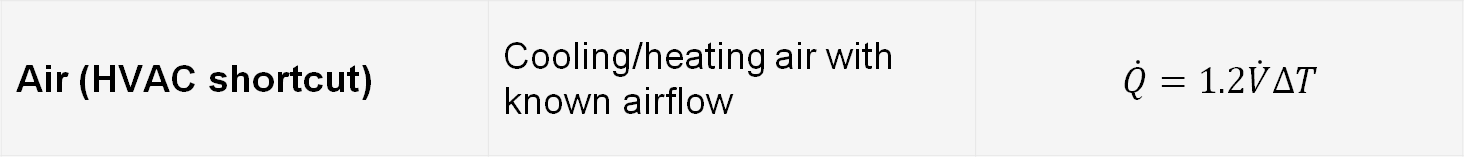 Air (HVAC shortcut)
Cooling/heating air with
known airflow
Q̇ = 1.2V̇ΔT